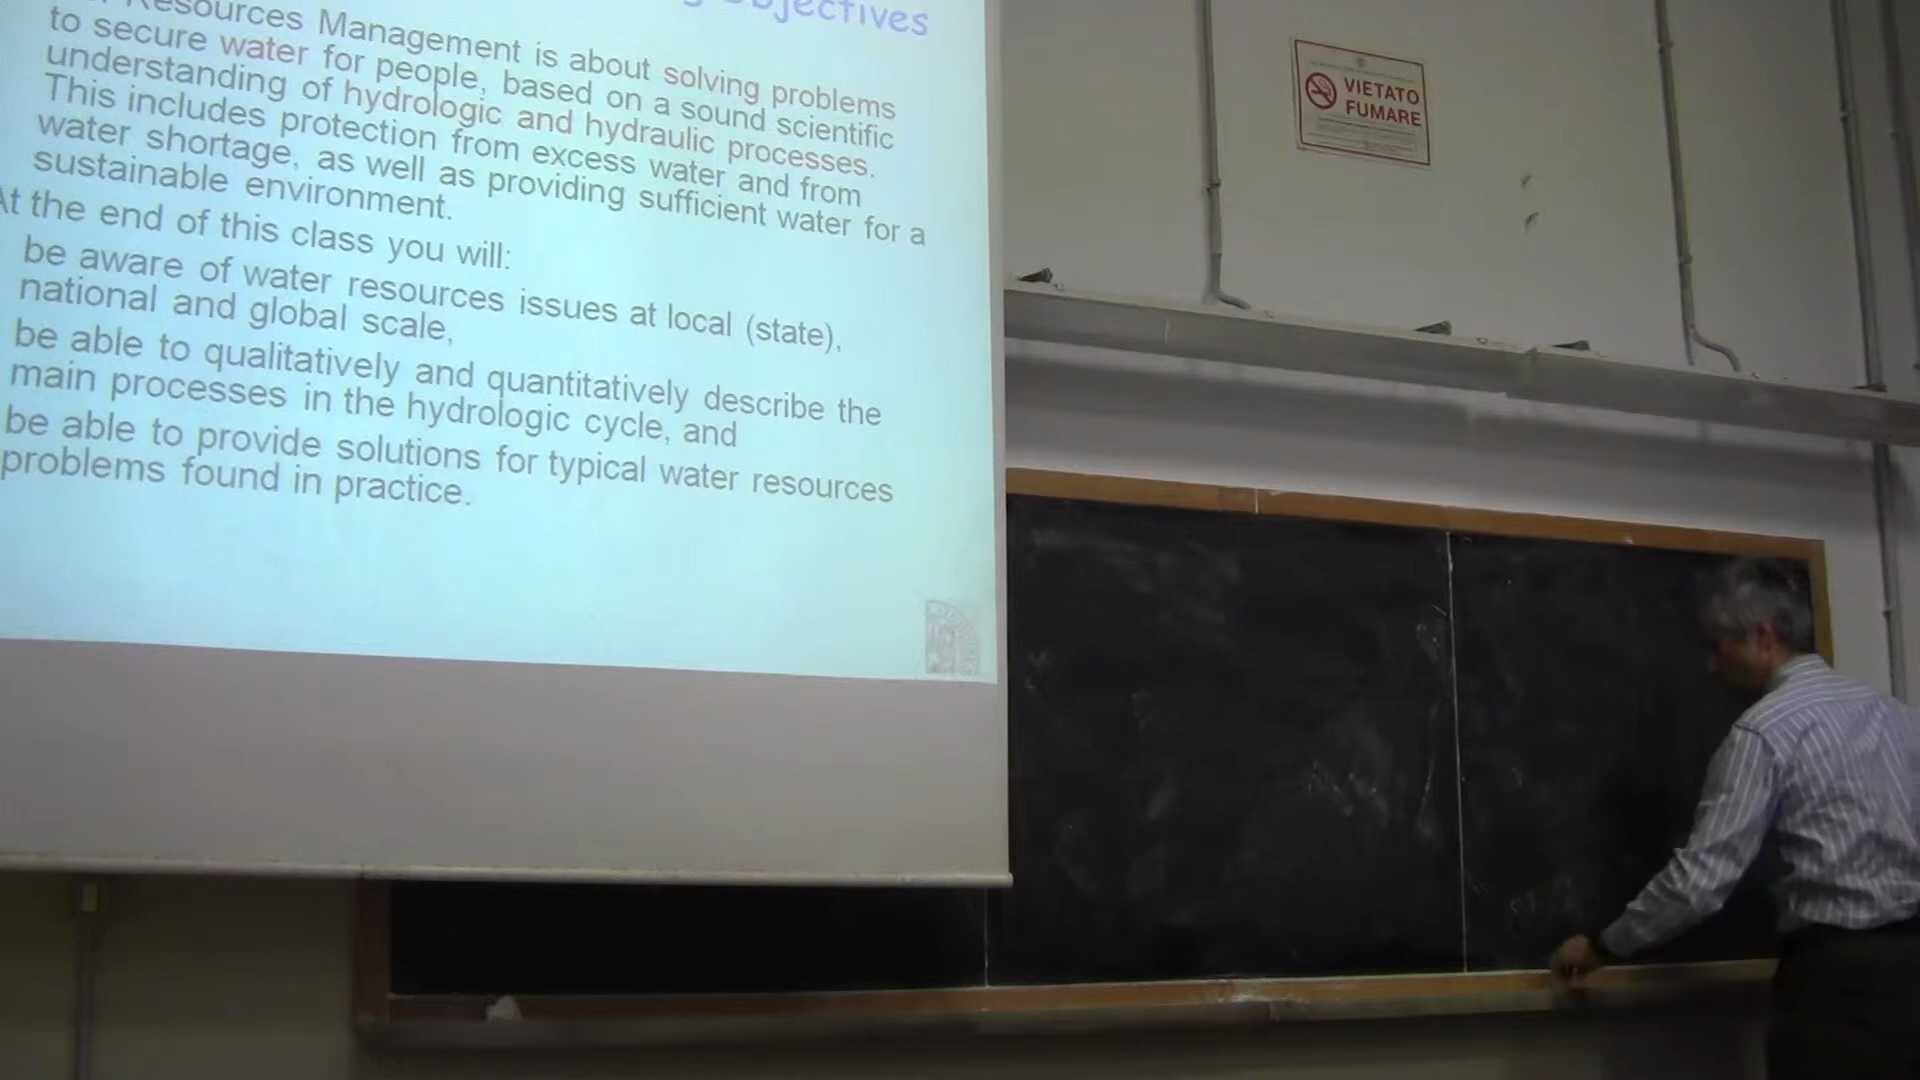 Objectives
Resources Management is about solving problems
to secure water for people, based on a sound scientific
understanding of hydrologic and hydraulic processes.
This includes protection from excess water and from
water shortage, as well as providing sufficient water for a
sustainable environment.
At the end of this class you will:
be aware of water resources issues at local (state),
national and global scale,
be able to qualitatively and quantitatively describe the
main processes in the hydrologic cycle, and
be able to provide solutions for typical water resources
problems found in practice.
VIETATO
FUMARE